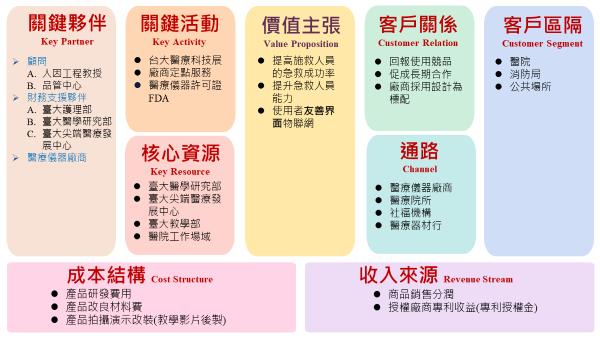 關鍵夥伴
Key Partner
➢ 顧問
A. 人因工程教授
B. 品管中心
➢ 財務支援夥伴
A. 臺大護理部
B. 臺大醫學研究部
C. 臺大尖端醫療發
展中心
➢ 醫療儀器廠商
關鍵活動
Key Activity
● 台大醫療科技展
● 廠商定點服務
● 醫療儀器許可證
FDA
核心資源
Key Resource
● 臺大醫學研究部
● 臺大尖端醫療發
展中心
● 臺大教學部
● 醫院工作場域
價值主張
Value Proposition
● 提高施救人員
的急救成功率
● 提升急救人員
能力
● 使用者友善界
面物聯網
客戶關係
Customer Relation
● 回報使用競品
● 促成長期合作
● 廠商採用設計為
標配
通路
Channel
● 醫療儀器廠商
● 醫療院所
● 社福機構
● 醫療器材行
客戶區隔
Customer Segment
● 醫院
● 消防局
● 公共場所
成本結構 Cost Structure
● 產品研發費用
● 產品改良材料費
● 產品拍攝演示改裝(教學影片後製)
收入來源 Revenue Stream
● 商品銷售分潤
● 授權廠商專利收益(專利授權金)